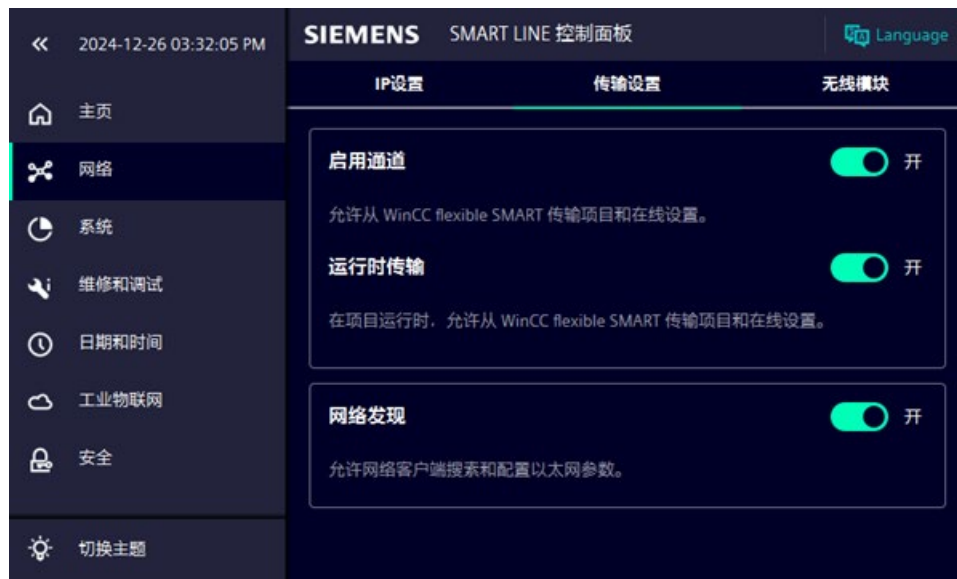 2024-12-26 03:32:05 PM
SIEMENS SMART LINE 控制面板
Language
主页
网络
系统
维修和调试
日期和时间
工业物联网
安全
切换主题
IP设置
传输设置
无线模块
启用通道
开
允许从 WinCC flexible SMART 传输项目和在线设置。
运行时传输
开
在项目运行时，允许从 WinCC flexible SMART 传输项目和在线设置。
网络发现
开
允许网络客户端搜索和配置以太网参数。